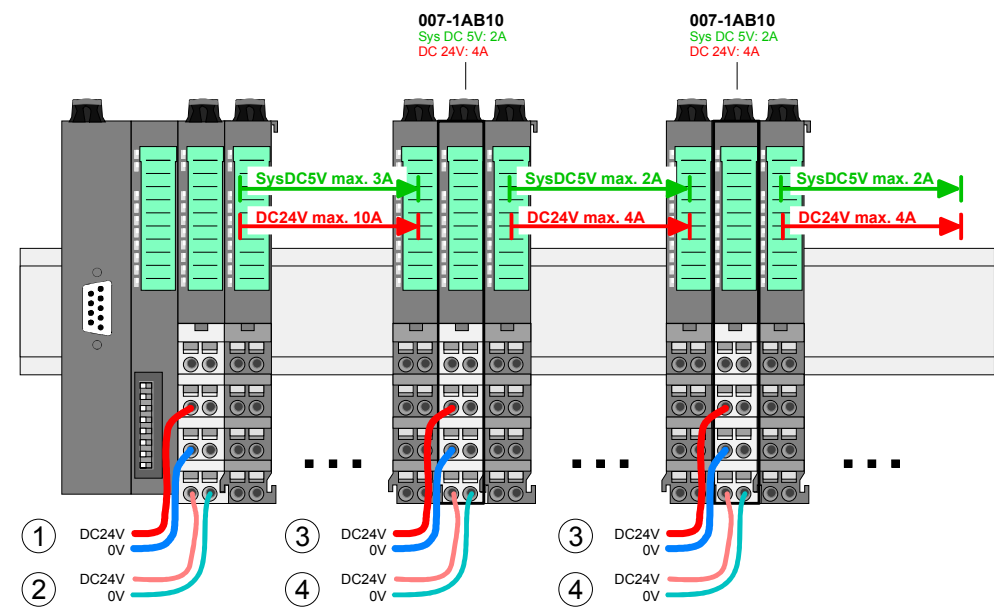 007-1AB10
Sys DC 5V: 2A
DC 24V: 4A
007-1AB10
Sys DC 5V: 2A
DC 24V: 4A
SysDC5V max. 3A
SysDC5V max. 2A
SysDC5V max. 2A
DC24V max. 10A
DC24V max. 4A
DC24V max. 4A
1 DC24V
0V
3 DC24V
0V
3 DC24V
0V
2 DC24V
0V
4 DC24V
0V
4 DC24V
0V